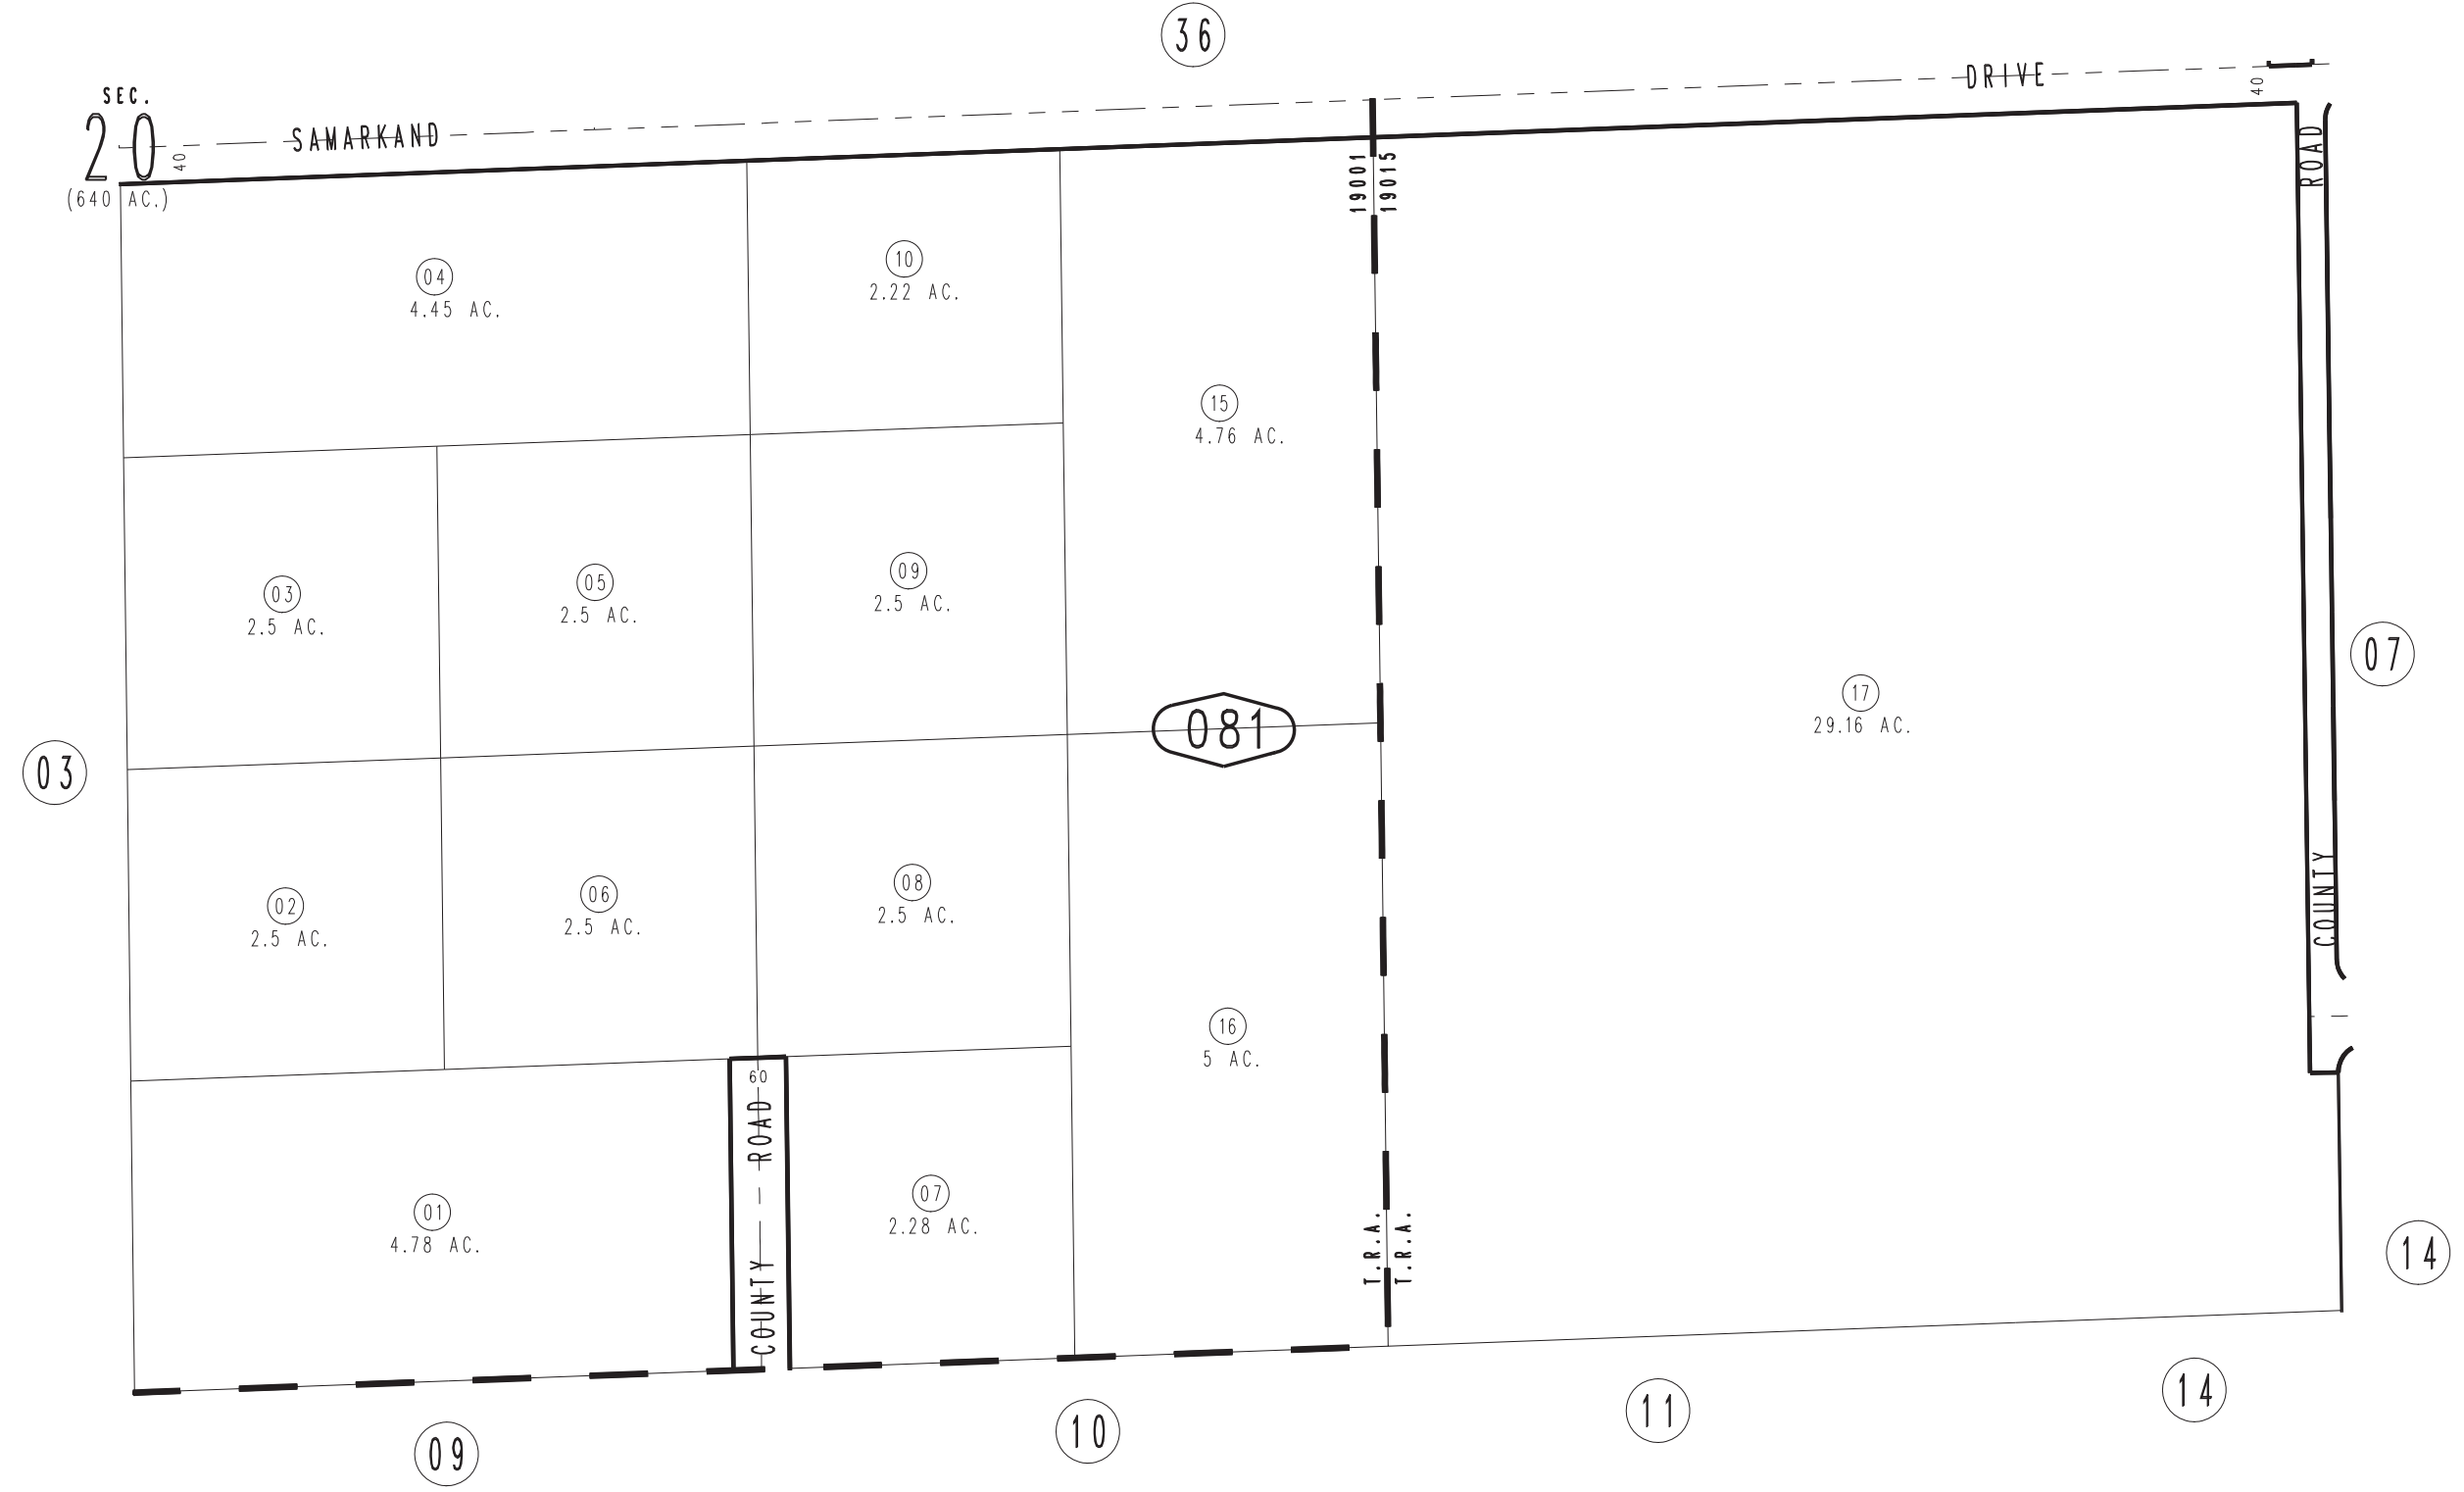 36
SEC.
20
(640 AC.)
SAMARKAND
DRIVE
40
40
19001
19015
ROAD
04
4.45 AC.
10
2.22 AC.
15
4.76 AC.
03
2.5 AC.
05
2.5 AC.
09
2.5 AC.
17
29.16 AC.
07
081
03
02
2.5 AC.
06
2.5 AC.
08
2.5 AC.
COUNTY
16
5 AC.
60
COUNTY ROAD
01
4.78 AC.
07
2.28 AC.
T.R.A.
T.R.A.
14
09
10
11
14